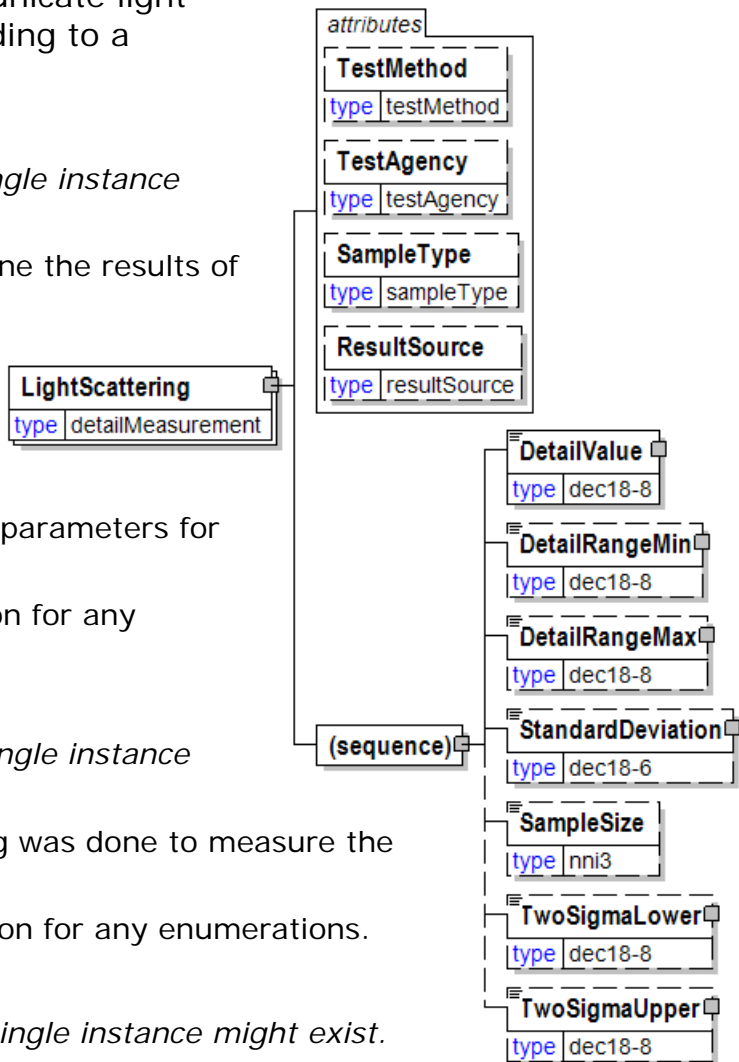 nicate light
ding to a
ngle instance
ne the results of
parameters for
on for any
ngle instance
g was done to measure the
on for any enumerations.
ingle instance might exist.
LightScattering
type detailMeasurement
attributes
TestMethod
type testMethod
TestAgency
type testAgency
SampleType
type sampleType
ResultSource
type resultSource
(sequence)
DetailValue
type dec18-8
DetailRangeMin
type dec18-8
DetailRangeMax
type dec18-8
StandardDeviation
type dec18-6
SampleSize
type nni3
TwoSigmaLower
type dec18-8
TwoSigmaUpper
type dec18-8